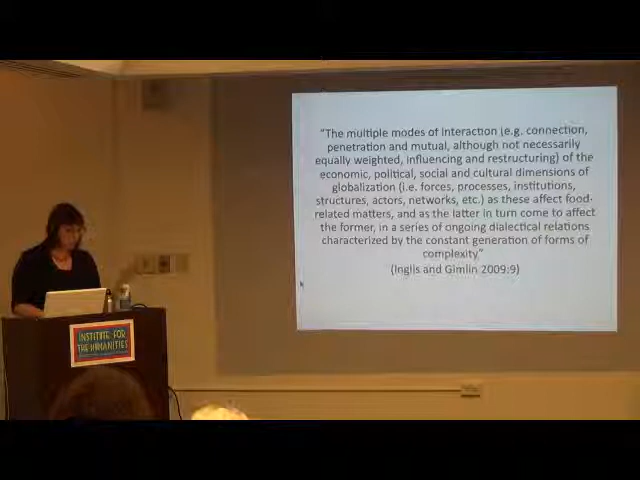 "The multiple modes of interaction (e.g. connection,
penetration and mutual, although not necessarily
equally weighted, influencing and restructuring) of the
economic, political, social and cultural dimensions of
globalization (i.e. forces, processes, institutions,
structures, actors, networks, etc.) as these affect food-
related matters, and as the latter in turn come to affect
the former, in a series of ongoing dialectical relations
characterized by the constant generation of forms of
complexity."
(Inglis and Gimlin 2009:9)
INSTITUTE FOR
THE HUMANITIES